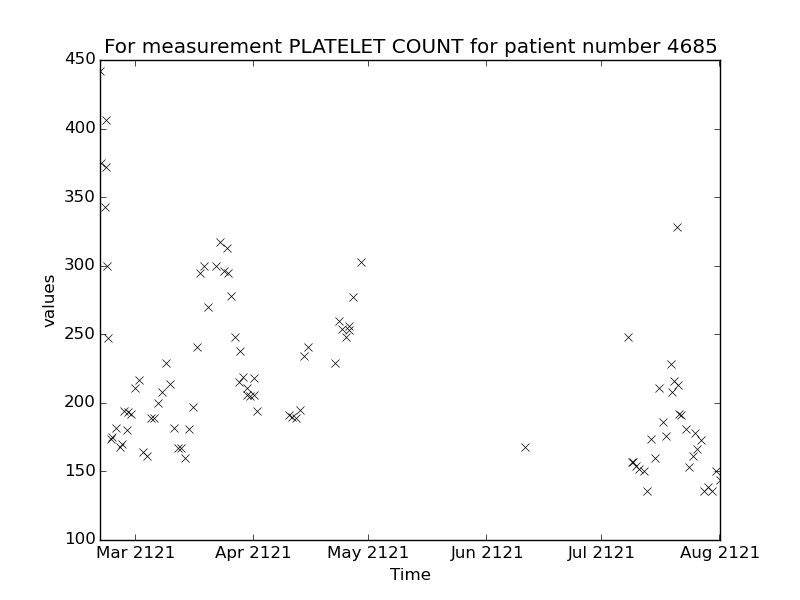 For measurement PLATELET COUNT for patient number 4685
450
400
350
300
250
200
150
100
values
Mar 2121 Apr 2121 May 2121 Jun 2121 Jul 2121 Aug 2121
Time